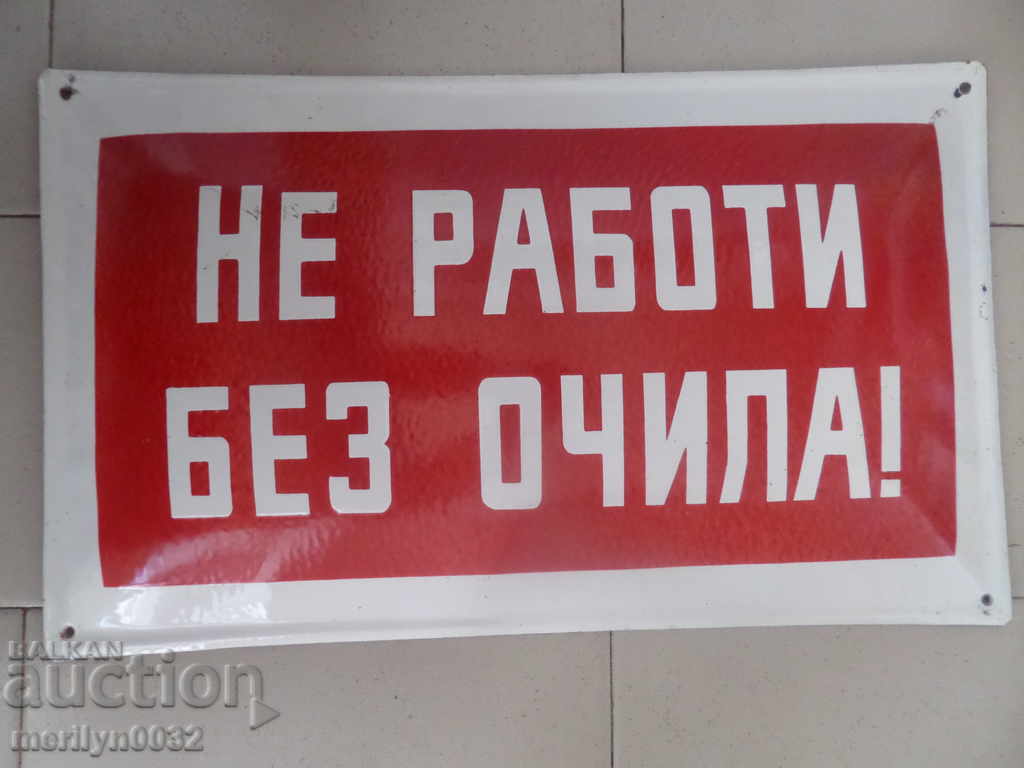 НЕ РАБОТИ
БЕЗ ОЧИЛА!
BALKAN
auction
merilyn0032